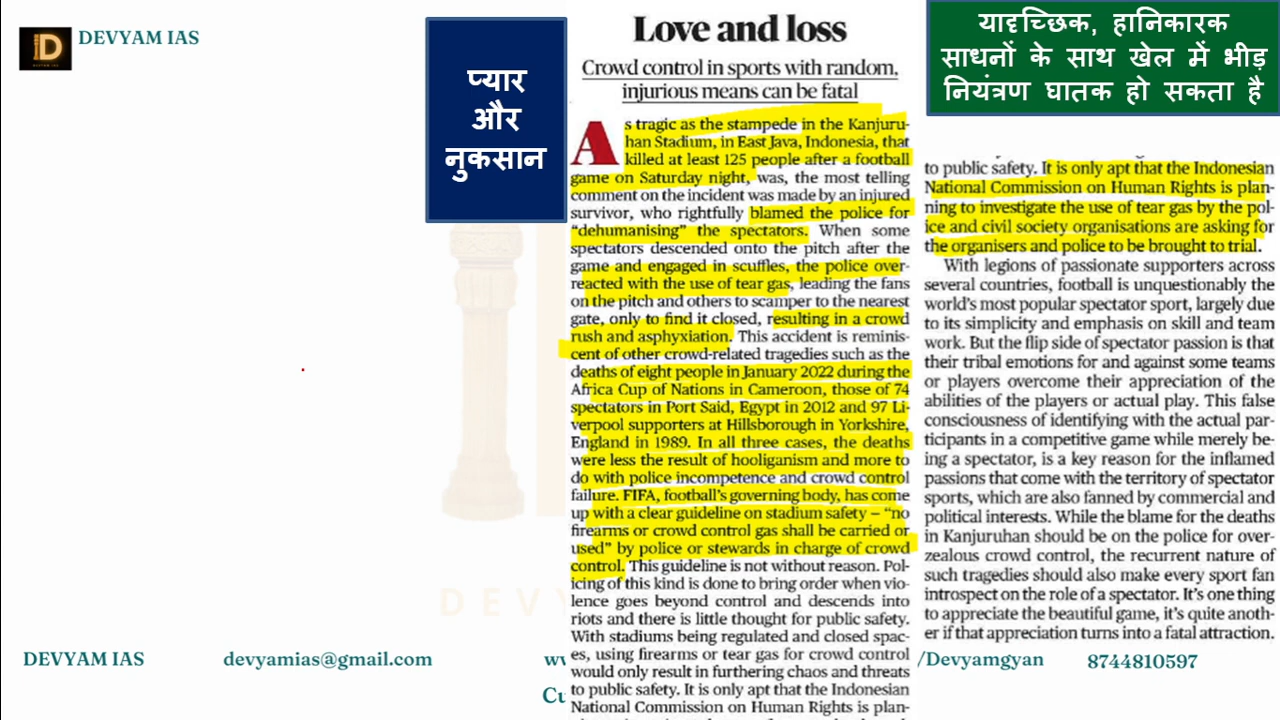 DEVYAM IAS
प्यार
और
नुकसान
Love and loss
Crowd control in sports with random,
injurious means can be fatal
As tragic as the stampede in the Kanjuru-
han Stadium, in East Java, Indonesia, that
killed at least 125 people after a football
game on Saturday night, was, the most telling
comment on the incident was made by an injured
survivor, who rightfully blamed the police for
“dehumanising” the spectators. When some
spectators descended onto the pitch after the
game and engaged in scuffles, the police over-
reacted with the use of tear gas, leading the fans
on the pitch and others to scamper to the nearest
gate, only to find it closed, resulting in a crowd
rush and asphyxiation. This accident is reminis-
cent of other crowd-related tragedies such as the
deaths of eight people in January 2022 during the
Africa Cup of Nations in Cameroon, those of 74
spectators in Port Said, Egypt in 2012 and 97 Li-
verpool supporters at Hillsborough in Yorkshire,
England in 1989. In all three cases, the deaths
were less the result of hooliganism and more to
do with police incompetence and crowd control
failure. FIFA, football’s governing body, has come
up with a clear guideline on stadium safety – “no
firearms or crowd control gas shall be carried or
used” by police or stewards in charge of crowd
control. This guideline is not without reason. Pol-
icing of this kind is done to bring order when vio-
lence goes beyond control and descends into
riots and there is little thought for public safety.
With stadiums being regulated and closed spac-
es, using firearms or tear gas for crowd control
would only result in furthering chaos and threats
to public safety. It is only apt that the Indonesian
National Commission on Human Rights is plan-
यादृच्छिक, हानिकारक
साधनों के साथ खेल में भीड़
नियंत्रण घातक हो सकता है
to public safety. It is only apt that the Indonesian
National Commission on Human Rights is plan-
ning to investigate the use of tear gas by the pol-
ice and civil society organisations are asking for
the organisers and police to be brought to trial.
With legions of passionate supporters across
several countries, football is unquestionably the
world’s most popular spectator sport, largely due
to its simplicity and emphasis on skill and team
work. But the flip side of spectator passion is that
their tribal emotions for and against some teams
or players overcome their appreciation of the
abilities of the players or actual play. This false
consciousness of identifying with the actual par-
ticipants in a competitive game while merely be-
ing a spectator, is a key reason for the inflamed
passions that come with the territory of spectator
sports, which are also fanned by commercial and
political interests. While the blame for the deaths
in Kanjuruhan should be on the police for over-
zealous crowd control, the recurrent nature of
such tragedies should also make every sport fan
introspect on the role of a spectator. It’s one thing
to appreciate the beautiful game, it’s quite anoth-
er if that appreciation turns into a fatal attraction.
DEVYAM IAS devyamias@gmail.com /Devyamgyan 8744810597